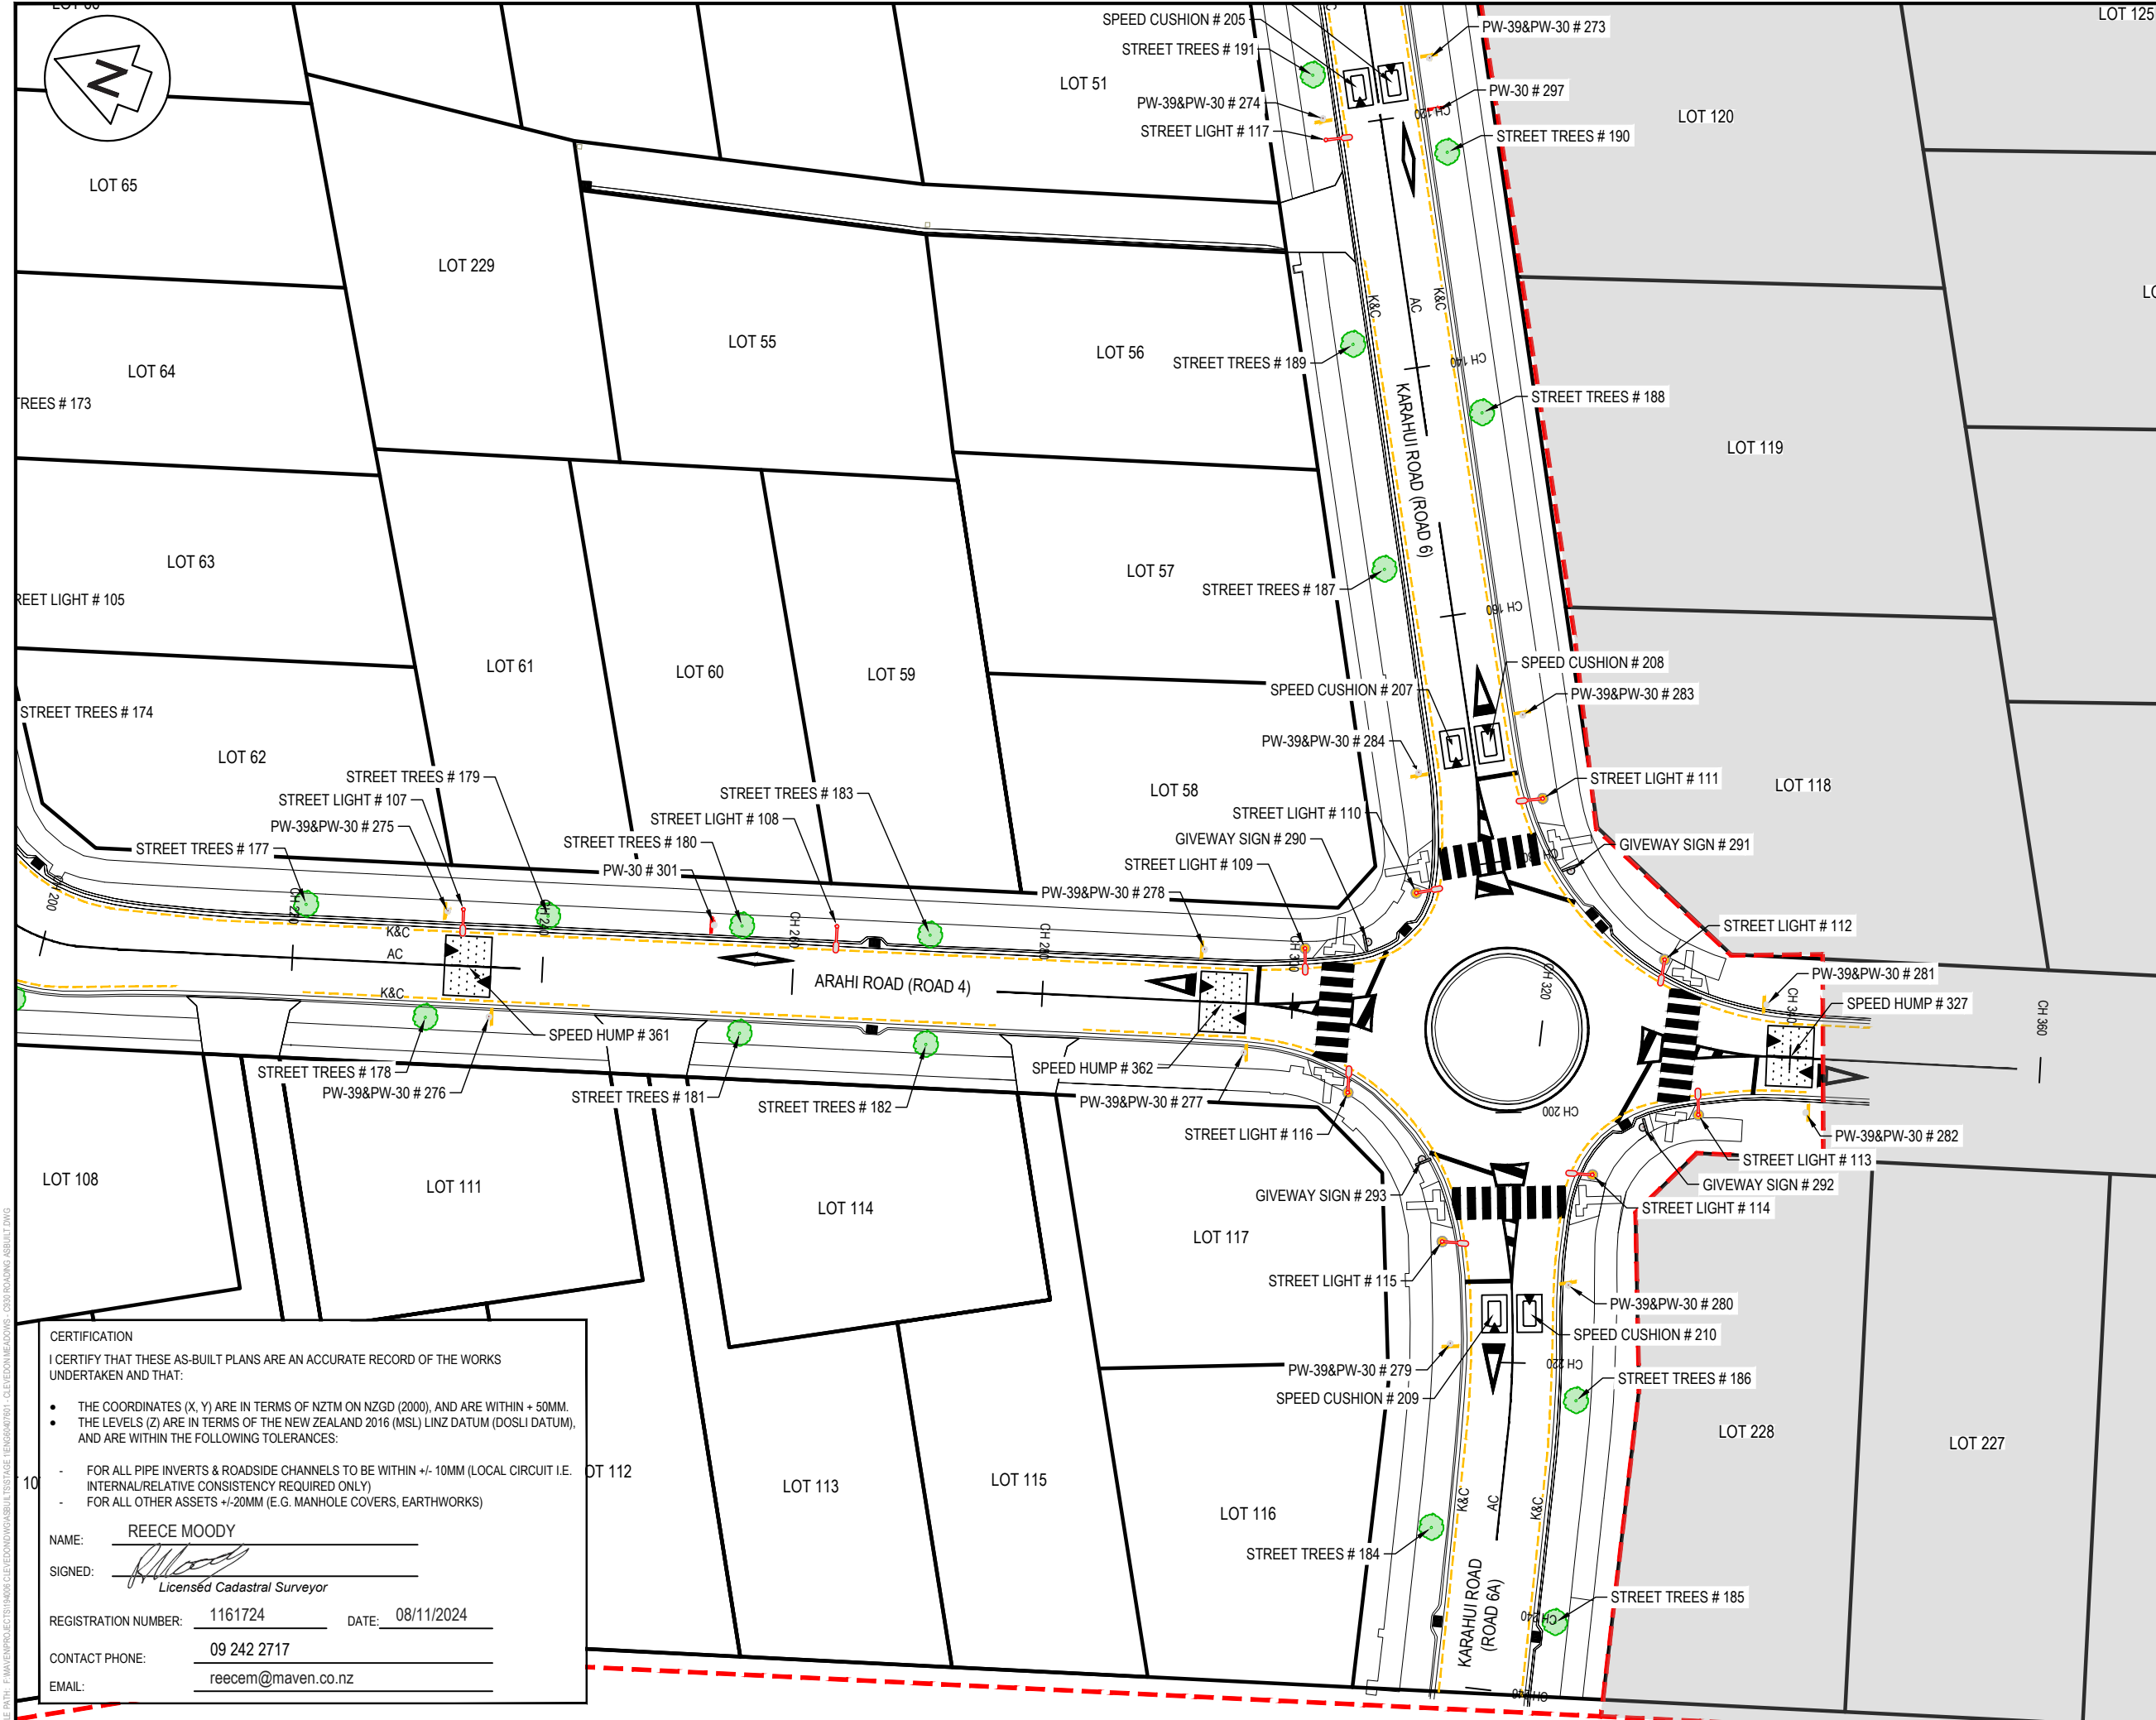 SPEED CUSHION # 205
STREET TREES # 191
PW-39&PW-30 # 274
STREET LIGHT # 117
PW-39&PW-30 # 273
PW-30 # 297
STREET TREES # 190
CH 120
LOT 125
LOT 51
LOT 120
N
LOT 65
LOT 229
LOT 55
LOT 56
STREET TREES # 189
K&C
AC
K&C
CH 140
KARAHUI ROAD (ROAD 6)
STREET TREES # 188
LOT 119
LOT 64
TREES # 173
LOT 63
REET LIGHT # 105
LOT 57
STREET TREES # 187
CH 160
LOT 61
LOT 60
LOT 59
SPEED CUSHION # 208
SPEED CUSHION # 207
PW-39&PW-30 # 283
PW-39&PW-30 # 284
STREET TREES # 174
LOT 62
STREET TREES # 179
STREET LIGHT # 107
PW-39&PW-30 # 275
STREET TREES # 177
STREET TREES # 183
STREET LIGHT # 108
STREET TREES # 180
PW-30 # 301
LOT 58
STREET LIGHT # 110
GIVEWAY SIGN # 290
STREET LIGHT # 109
PW-39&PW-30 # 278
STREET LIGHT # 111
LOT 118
GIVEWAY SIGN # 291
STREET LIGHT # 112
PW-39&PW-30 # 281
SPEED HUMP # 327
CH 200
CH 220
CH 240
CH 260
CH 280
CH 300
CH 320
CH 340
CH 360
K&C
AC
K&C
ARAHI ROAD (ROAD 4)
SPEED HUMP # 361
STREET TREES # 178
PW-39&PW-30 # 276
STREET TREES # 181
STREET TREES # 182
SPEED HUMP # 362
PW-39&PW-30 # 277
STREET LIGHT # 116
CH 200
PW-39&PW-30 # 282
STREET LIGHT # 113
GIVEWAY SIGN # 292
STREET LIGHT # 114
GIVEWAY SIGN # 293
LOT 108
LOT 111
LOT 114
LOT 117
STREET LIGHT # 115
PW-39&PW-30 # 280
SPEED CUSHION # 210
PW-39&PW-30 # 279
SPEED CUSHION # 209
CH 220
STREET TREES # 186
LOT 228
LOT 227
OT 112
LOT 113
LOT 115
LOT 116
STREET TREES # 184
K&C
AC
K&C
KARAHUI ROAD
(ROAD 6A)
CH 240
STREET TREES # 185
CERTIFICATION
I CERTIFY THAT THESE AS-BUILT PLANS ARE AN ACCURATE RECORD OF THE WORKS
UNDERTAKEN AND THAT:
• THE COORDINATES (X, Y) ARE IN TERMS OF NZTM ON NZGD (2000), AND ARE WITHIN + 50MM.
• THE LEVELS (Z) ARE IN TERMS OF THE NEW ZEALAND 2016 (MSL) LINZ DATUM (DOSLI DATUM),
AND ARE WITHIN THE FOLLOWING TOLERANCES:
- FOR ALL PIPE INVERTS & ROADSIDE CHANNELS TO BE WITHIN +/- 10MM (LOCAL CIRCUIT I.E.
INTERNAL/RELATIVE CONSISTENCY REQUIRED ONLY)
- FOR ALL OTHER ASSETS +/-20MM (E.G. MANHOLE COVERS, EARTHWORKS)
NAME: REECE MOODY
SIGNED: RMoody
Licensed Cadastral Surveyor
REGISTRATION NUMBER: 1161724 DATE: 08/11/2024
CONTACT PHONE: 09 242 2717
EMAIL: reecem@maven.co.nz